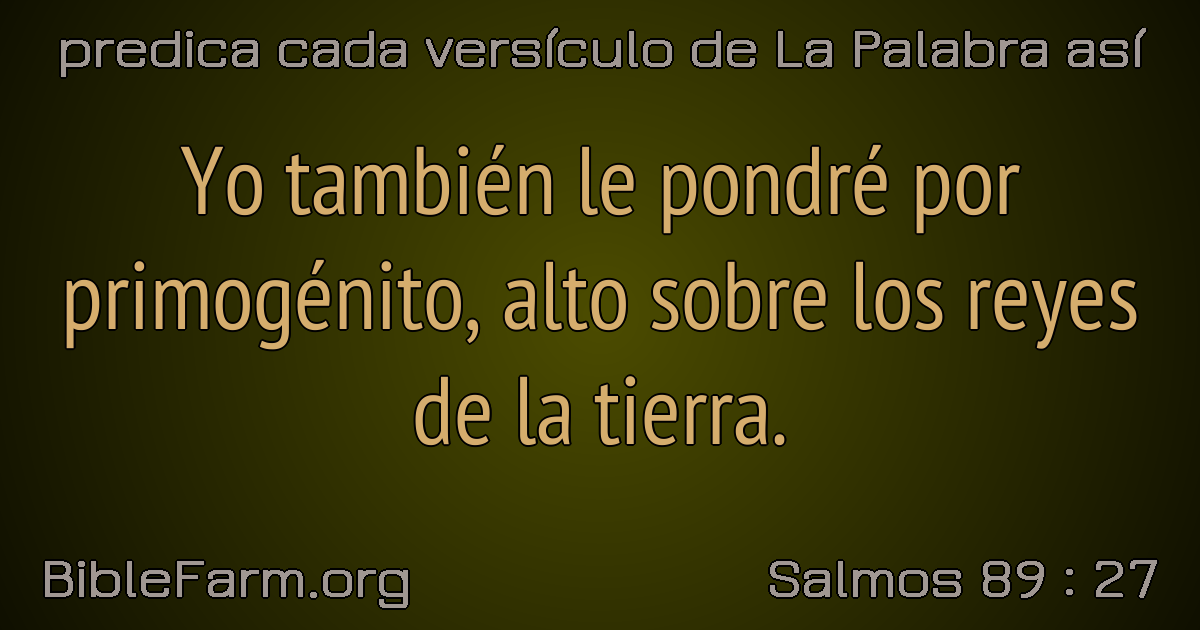 predica cada versículo de La Palabra así
Yo también le pondré por
primogénito, alto sobre los reyes
de la tierra.
BibleFarm.org
Salmos 89 : 27